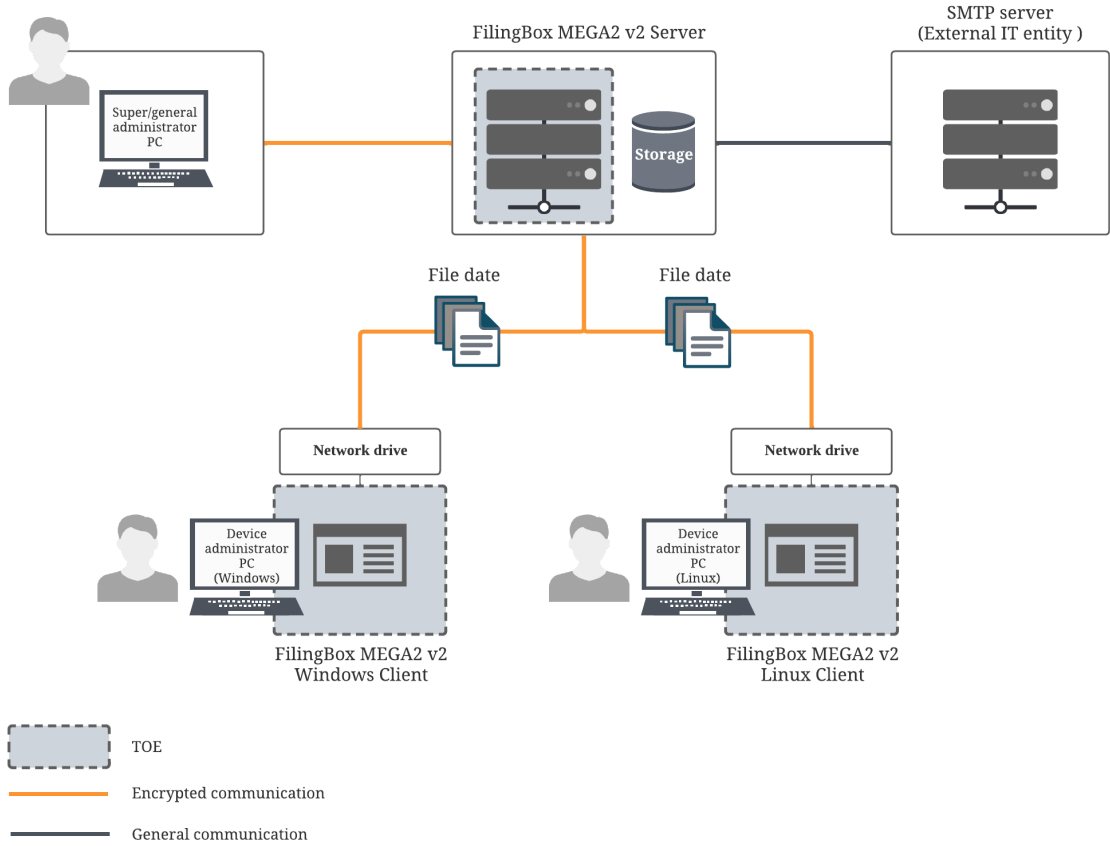 SMTP server
(External IT entity )
FilingBox MEGA2 v2 Server
Super/general
administrator
PC
Storage
File date
File date
Network drive
Network drive
Device
administrator
PC
(Windows)
Device
administrator
PC
(Linux)
FilingBox MEGA2 v2
Windows Client
FilingBox MEGA2 v2
Linux Client
TOE
Encrypted communication
General communication